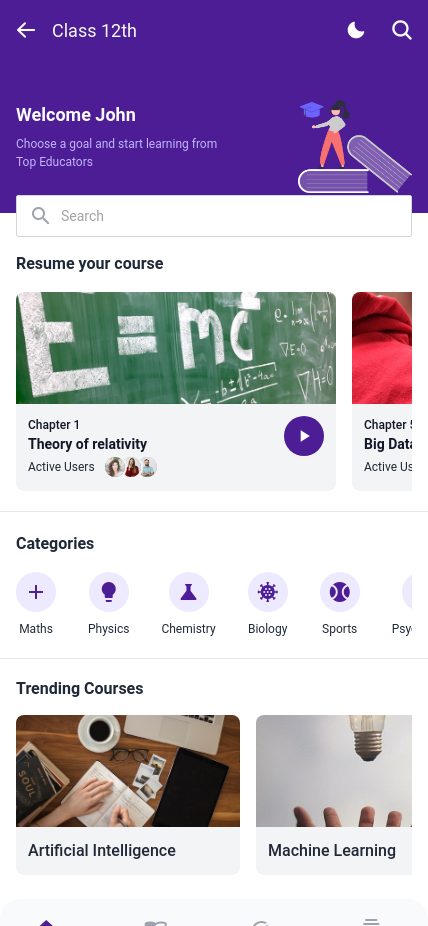 Class 12th
Welcome John
Choose a goal and start learning from
Top Educators
Search
Resume your course
E = mc²
Chapter 1
Theory of relativity
Active Users
Chapter
Big Data
Active Us
Categories
Maths
Physics
Chemistry
Biology
Sports
Psy
Trending Courses
SOUL
Artificial Intelligence
Machine Learning